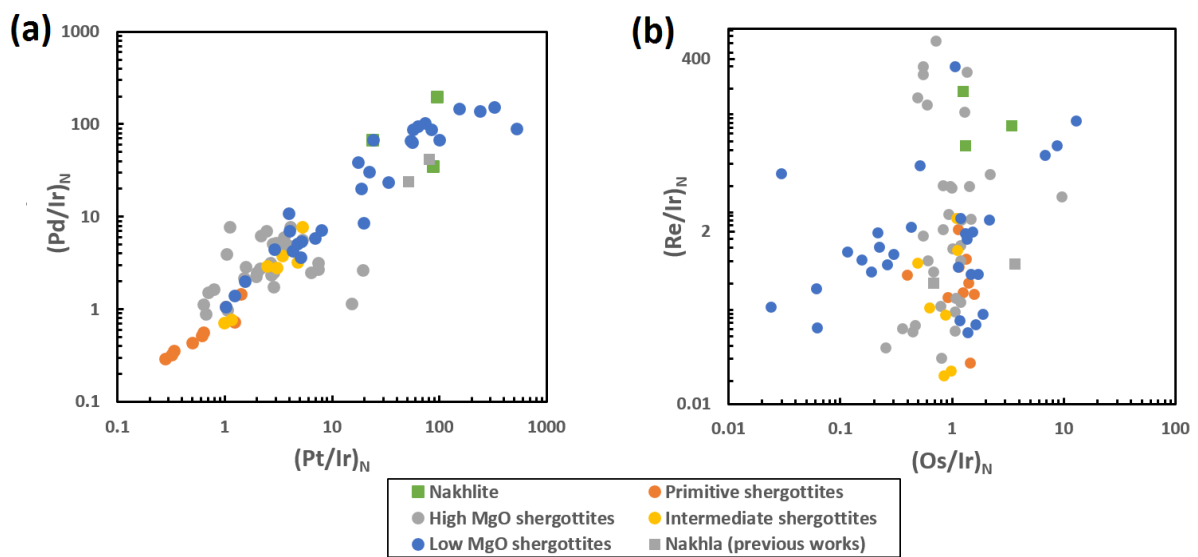 (a)
(Pd/Ir)N
1000
100
10
1
0.1
0.1 1 10 100 1000
(Pt/Ir)N
(b)
(Re/Ir)N
400
2
0.01
0.01 0.1 1 10 100
(Os/Ir)N
Nakhlite Primitive shergottites
High MgO shergottites Intermediate shergottites
Low MgO shergottites Nakhla (previous works)